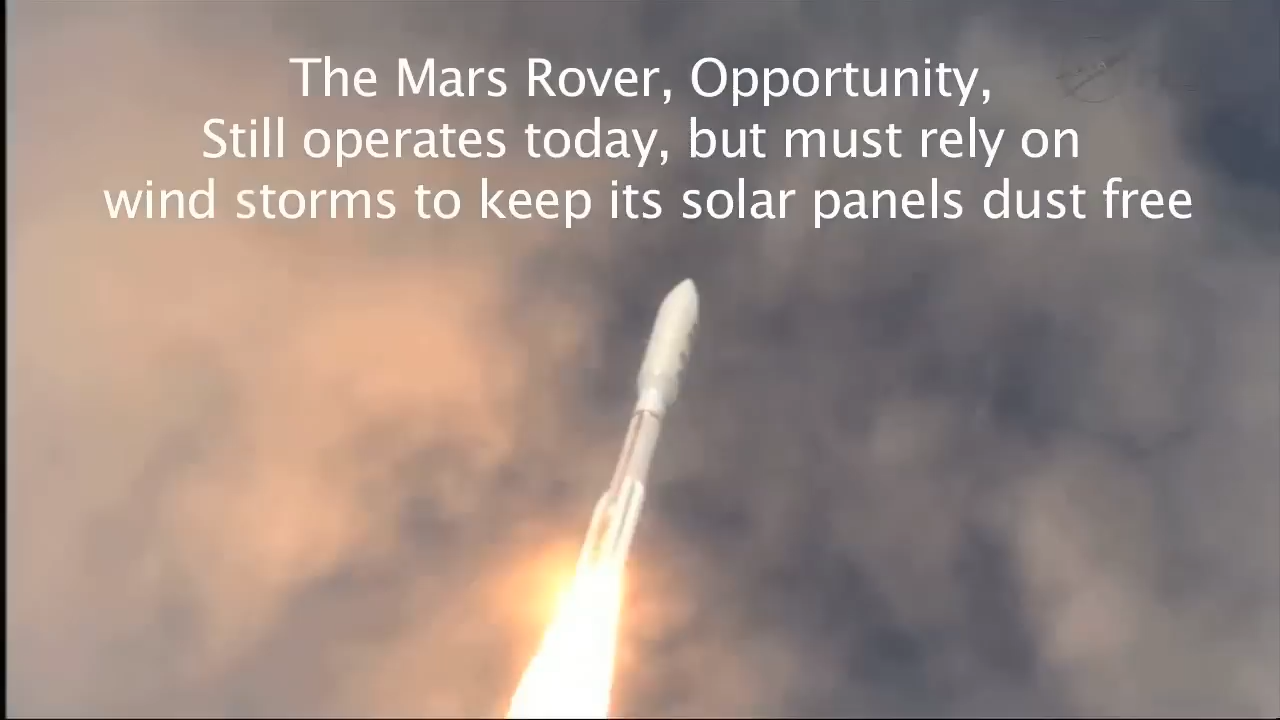 The Mars Rover, Opportunity,
Still operates today, but must rely on
wind storms to keep its solar panels dust free